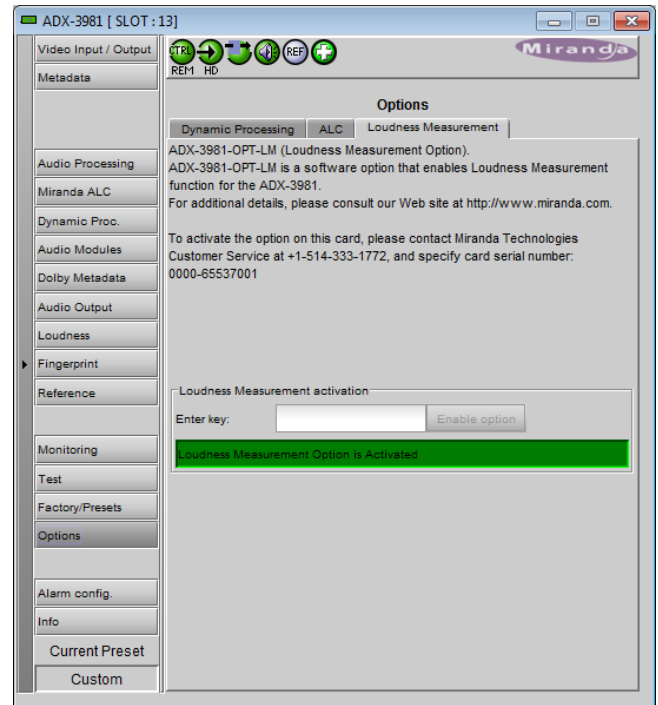 ADX-3981 [ SLOT : 13]
Video Input / Output
Metadata
Audio Processing
Miranda ALC
Dynamic Proc.
Audio Modules
Dolby Metadata
Audio Output
Loudness
Fingerprint
Reference
Monitoring
Test
Factory/Presets
Options
Alarm config.
Info
Current Preset
Custom
CTRL
REF
REM HD
Miranda
Options
Dynamic Processing ALC Loudness Measurement
ADX-3981-OPT-LM (Loudness Measurement Option).
ADX-3981-OPT-LM is a software option that enables Loudness Measurement
function for the ADX-3981.
For additional details, please consult our Web site at http://www.miranda.com.
To activate the option on this card, please contact Miranda Technologies
Customer Service at +1-514-333-1772, and specify card serial number:
0000-65537001
Loudness Measurement activation
Enter key: Enable option
Loudness Measurement Option is Activated